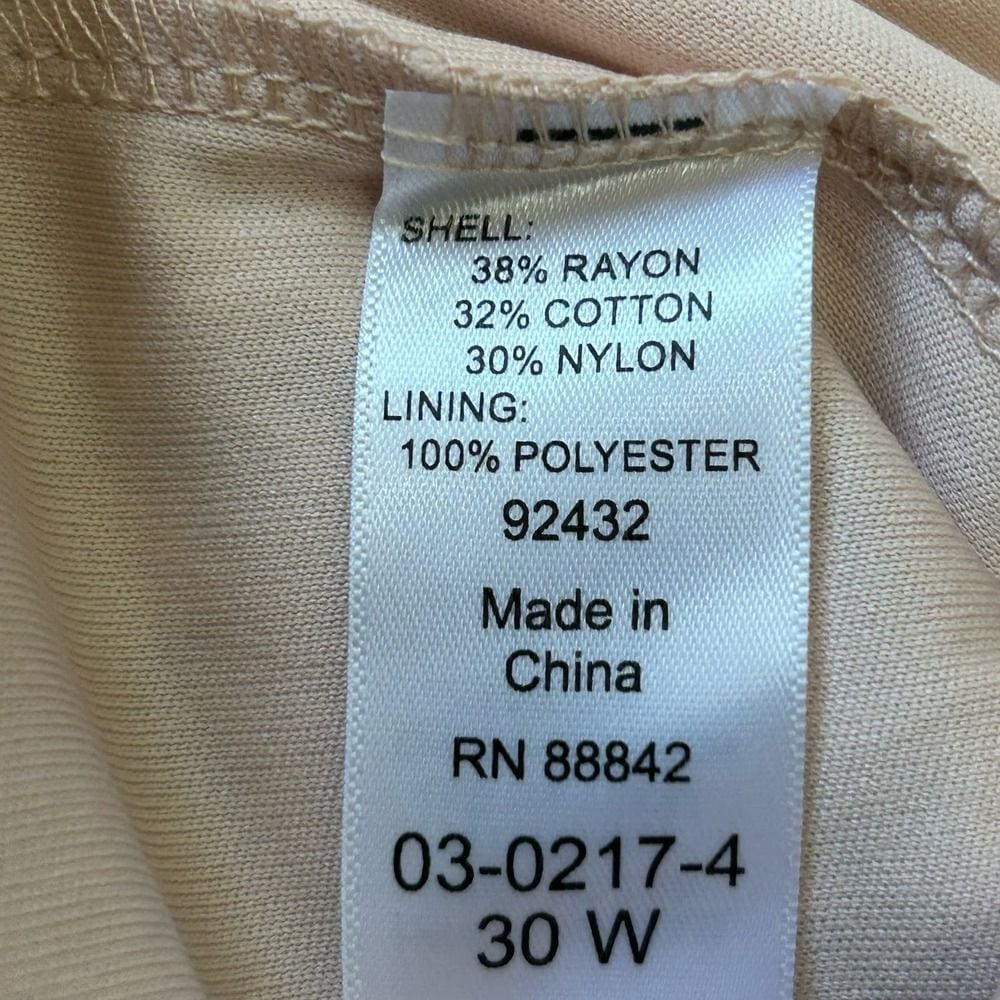 SHELL:
38% RAYON
32% COTTON
30% NYLON
LINING:
100% POLYESTER
92432
Made in
China
RN 88842
03-0217-4
30 W